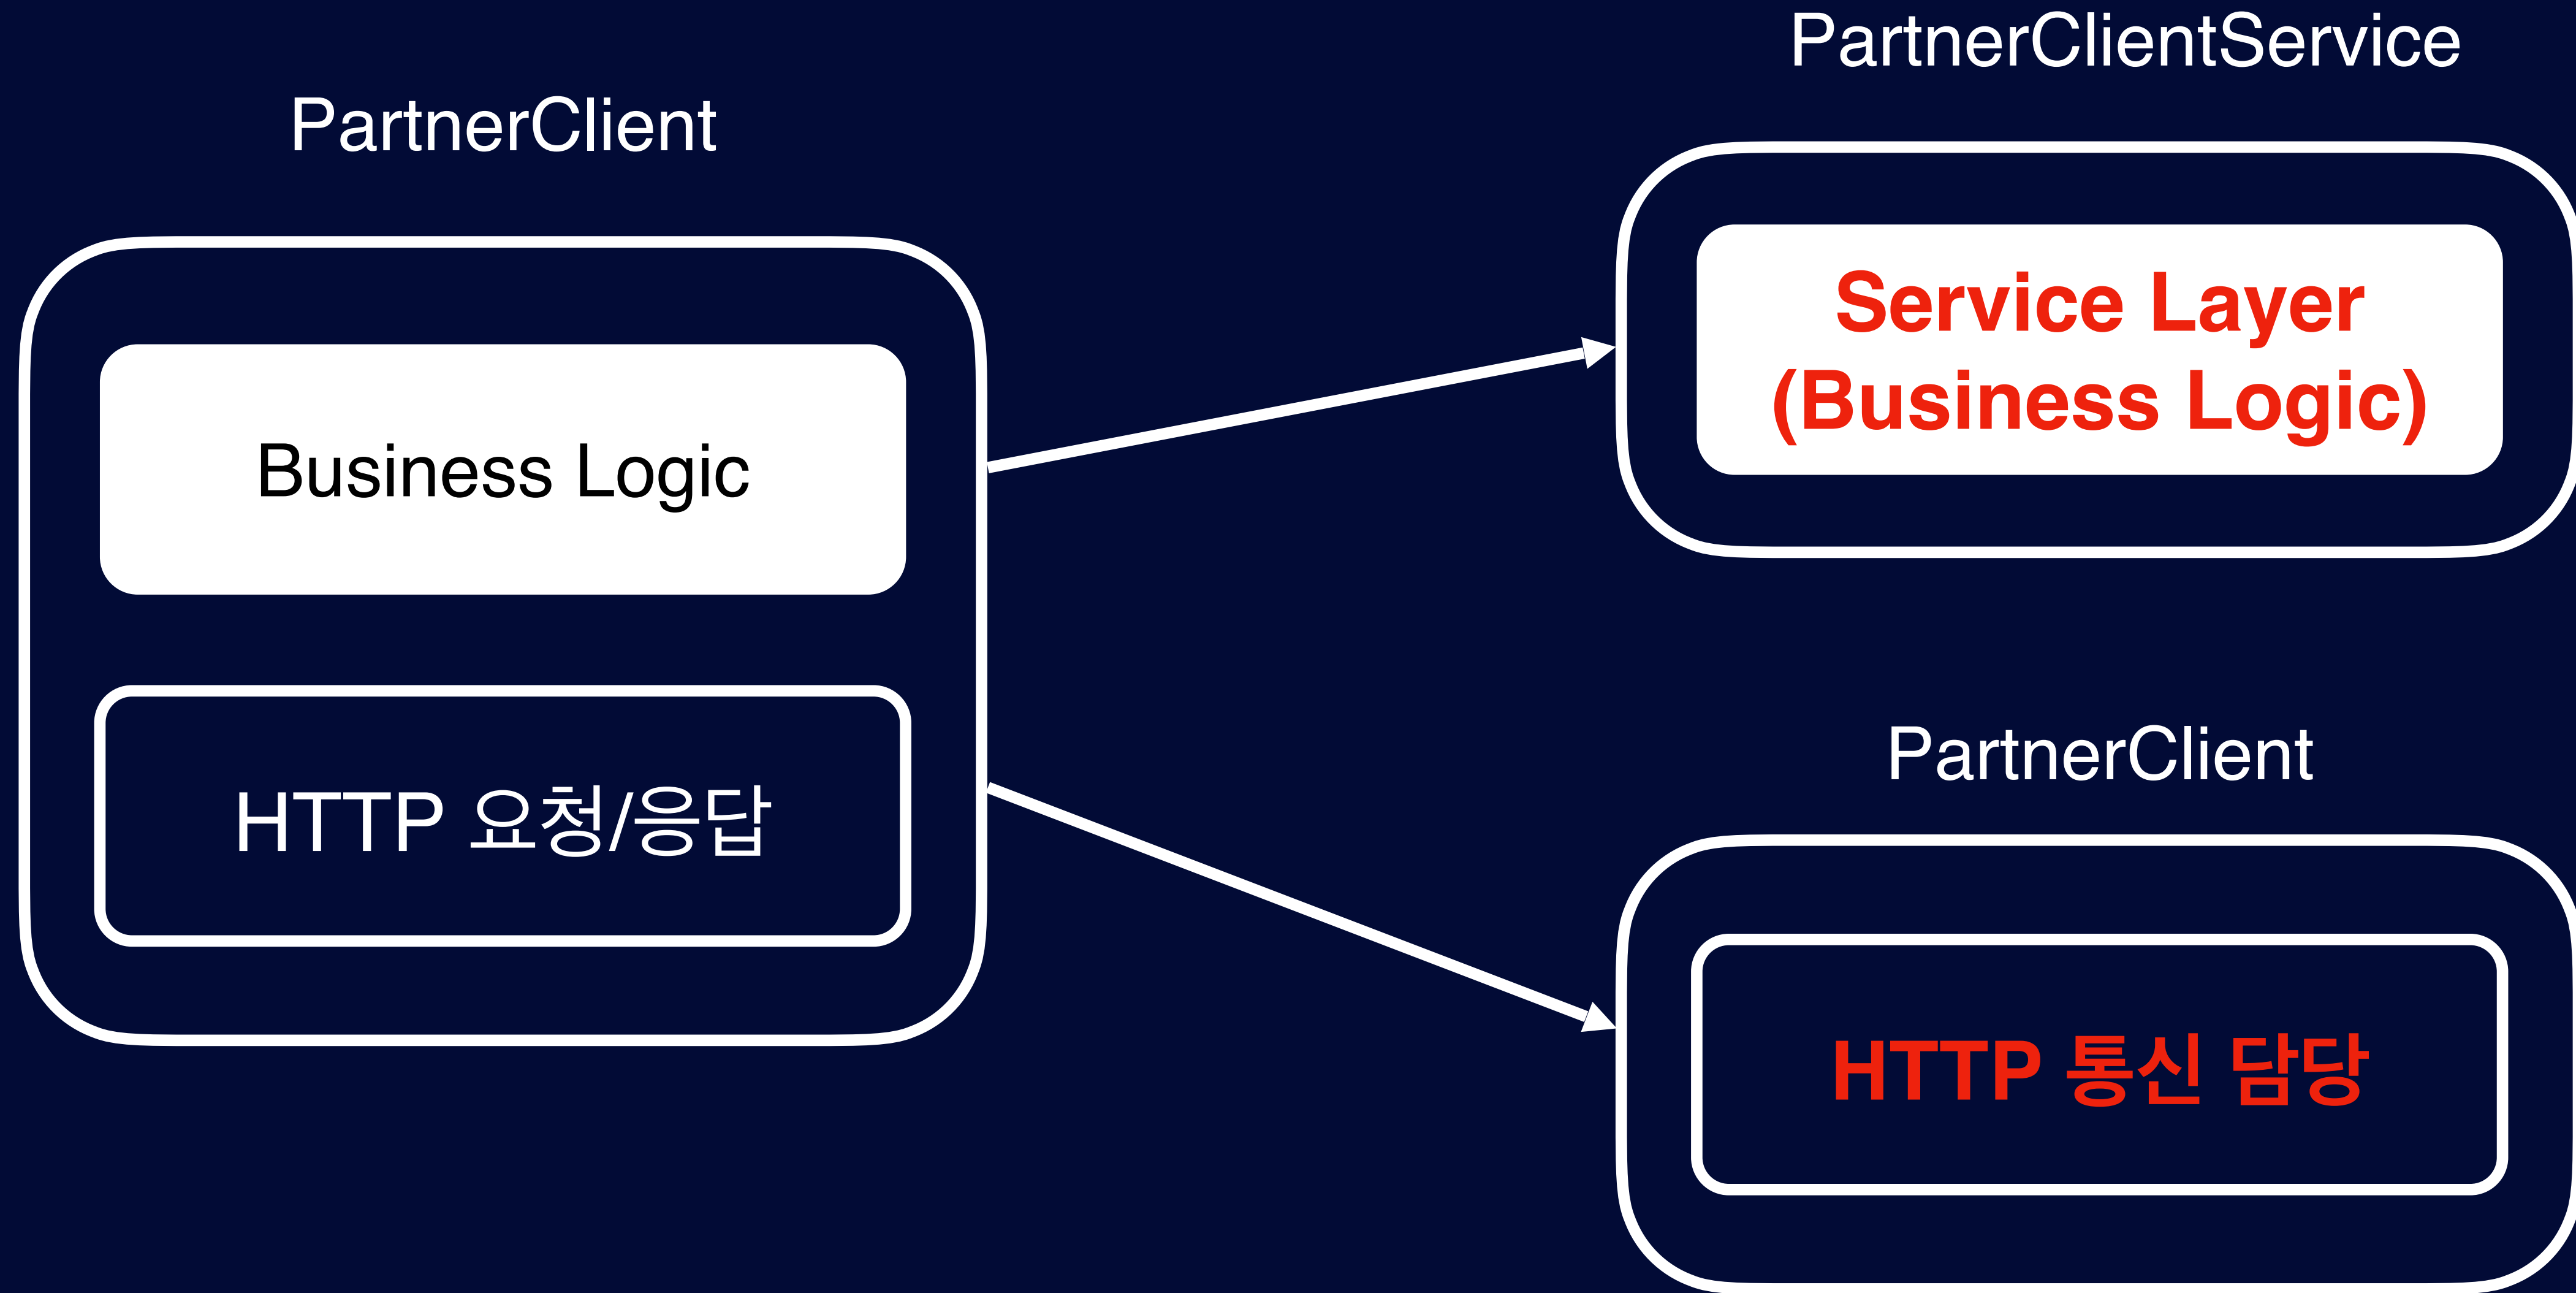 PartnerClient
Business Logic
HTTP 요청/응답
PartnerClientService
Service Layer
(Business Logic)
PartnerClient
HTTP 통신 담당